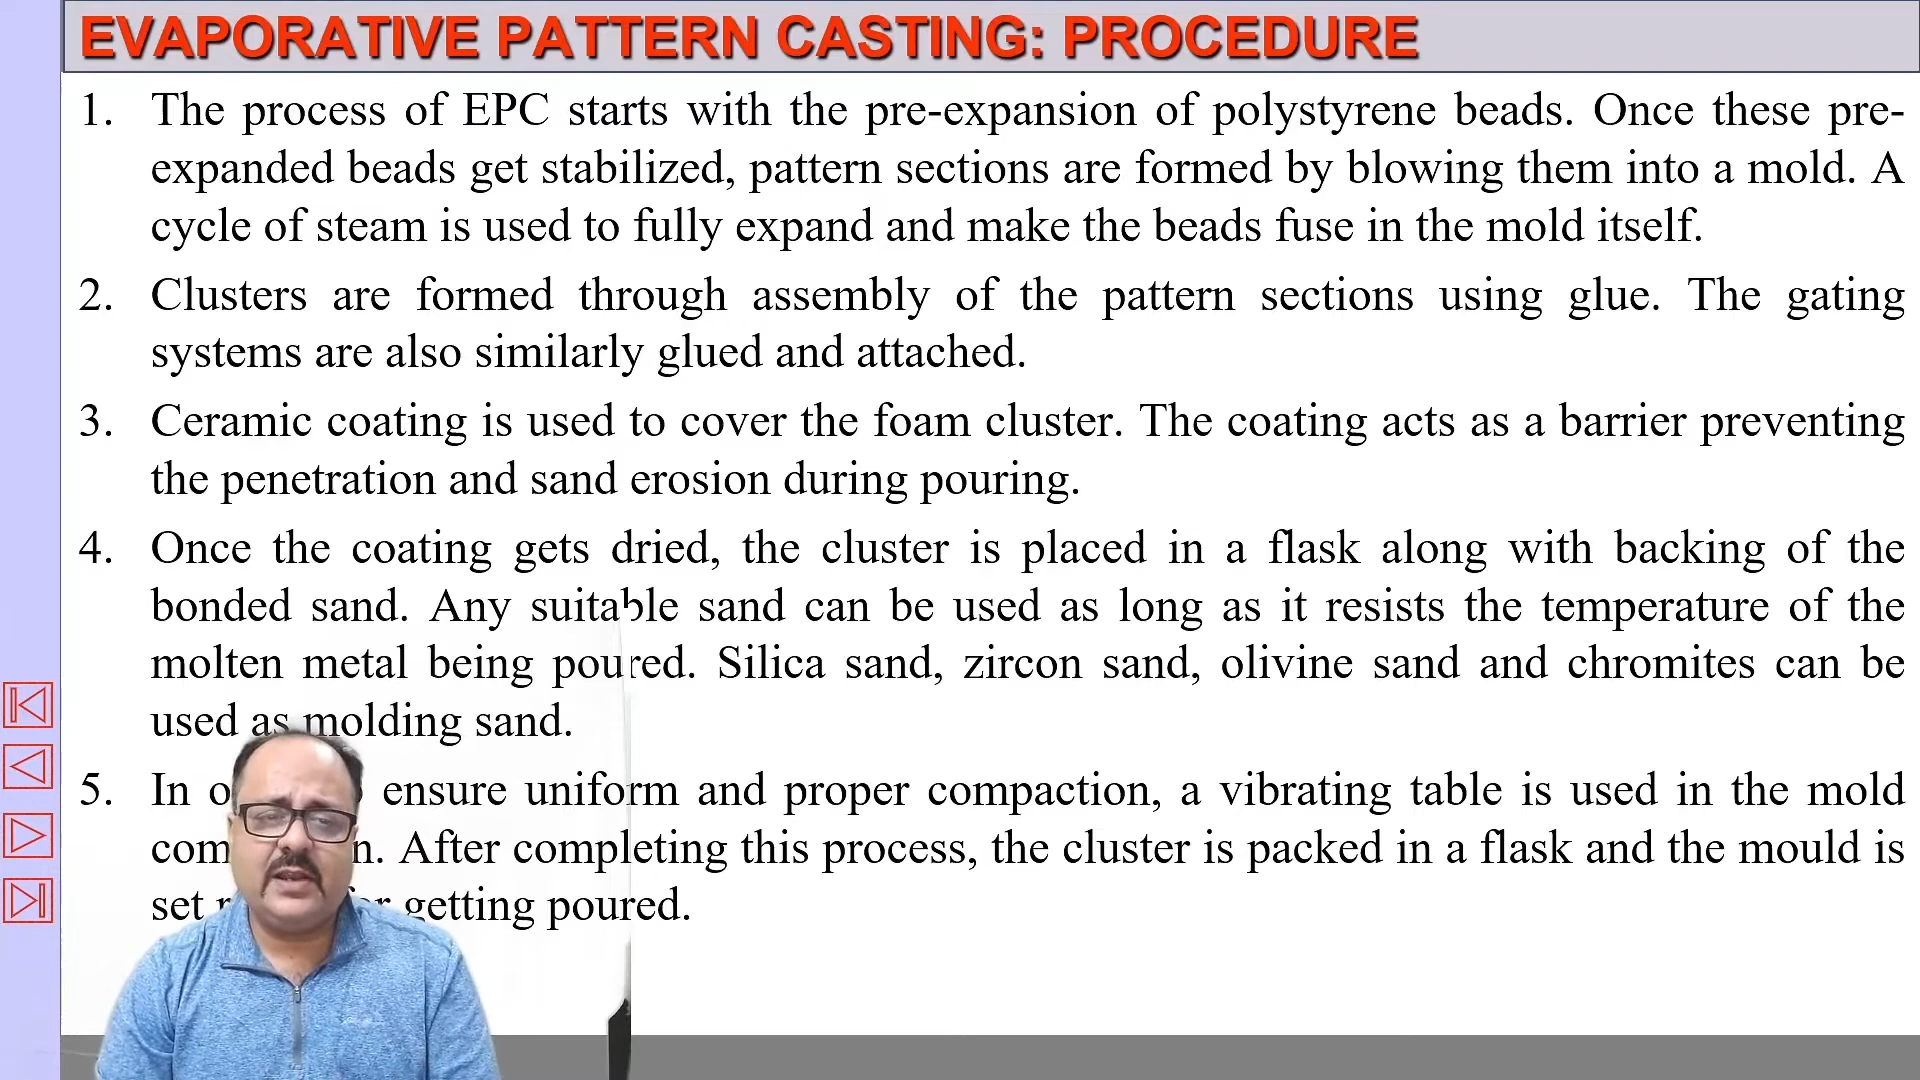 EVAPORATIVE PATTERN CASTING: PROCEDURE
1. The process of EPC starts with the pre-expansion of polystyrene beads. Once these pre-
expanded beads get stabilized, pattern sections are formed by blowing them into a mold. A
cycle of steam is used to fully expand and make the beads fuse in the mold itself.
2. Clusters are formed through assembly of the pattern sections using glue. The gating
systems are also similarly glued and attached.
3. Ceramic coating is used to cover the foam cluster. The coating acts as a barrier preventing
the penetration and sand erosion during pouring.
4. Once the coating gets dried, the cluster is placed in a flask along with backing of the
bonded sand. Any suitable sand can be used as long as it resists the temperature of the
molten metal being poured. Silica sand, zircon sand, olivine sand and chromites can be
used as molding sand.
5. In ensure uniform and proper compaction, a vibrating table is used in the mold
After completing this process, the cluster is packed in a flask and the mould is
set getting poured.